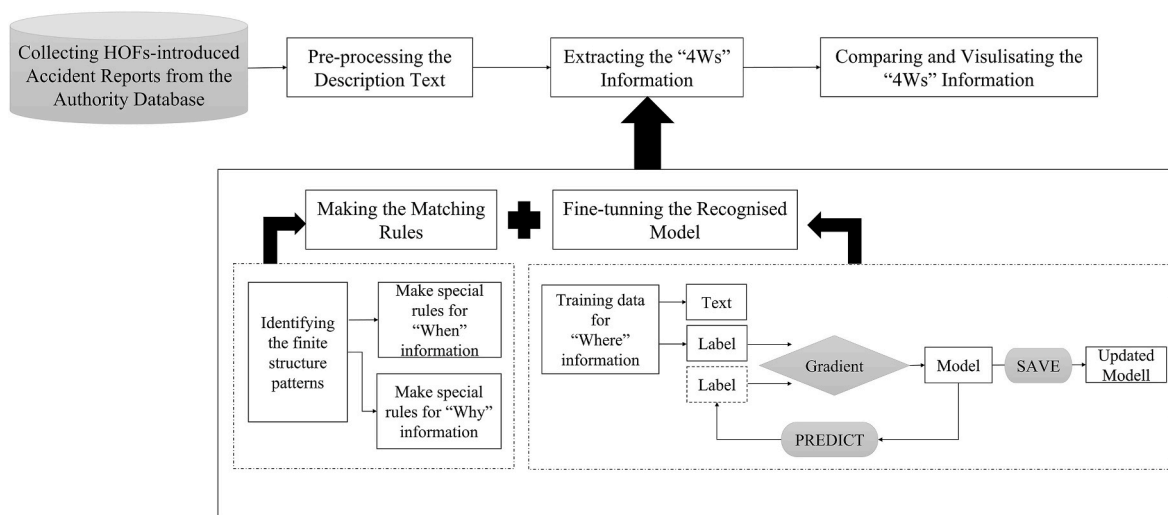 Collecting HOFs-introduced
Accident Reports from the
Authority Database
Pre-processing the
Description Text
Extracting the “4Ws”
Information
Comparing and Visulisating the
“4Ws” Information
Making the Matching
Rules
Fine-tunning the Recognised
Model
Identifying
the finite
structure
patterns
Make special
rules for
“When”
information
Make special
rules for “Why”
information
Training data
for
“Where”
information
Text
Label
Label
Gradient
Model
SAVE
Updated
Modell
PREDICT